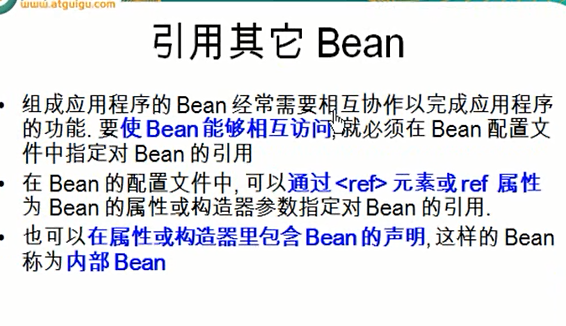 www.atguigu.com
引用其它 Bean
• 组成应用程序的 Bean 经常需要相互协作以完成应用程序
的功能. 要使 Bean 能够相互访问, 就必须在 Bean 配置文
件中指定对 Bean 的引用
• 在 Bean 的配置文件中, 可以通过 <ref> 元素或 ref 属性
为 Bean 的属性或构造器参数指定对 Bean 的引用.
• 也可以在属性或构造器里包含 Bean 的声明, 这样的 Bean
称为内部 Bean